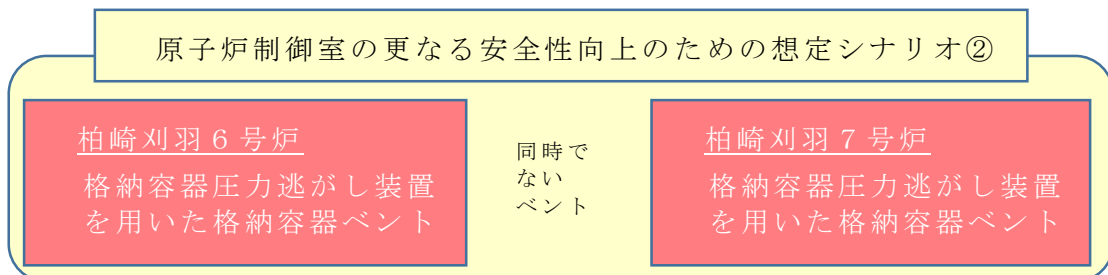 原子炉制御室の更なる安全性向上のための想定シナリオ②
柏崎刈羽6号炉
格納容器圧力逃がし装置
を用いた格納容器ベント
同時で
ない
ベント
柏崎刈羽7号炉
格納容器圧力逃がし装置
を用いた格納容器ベント